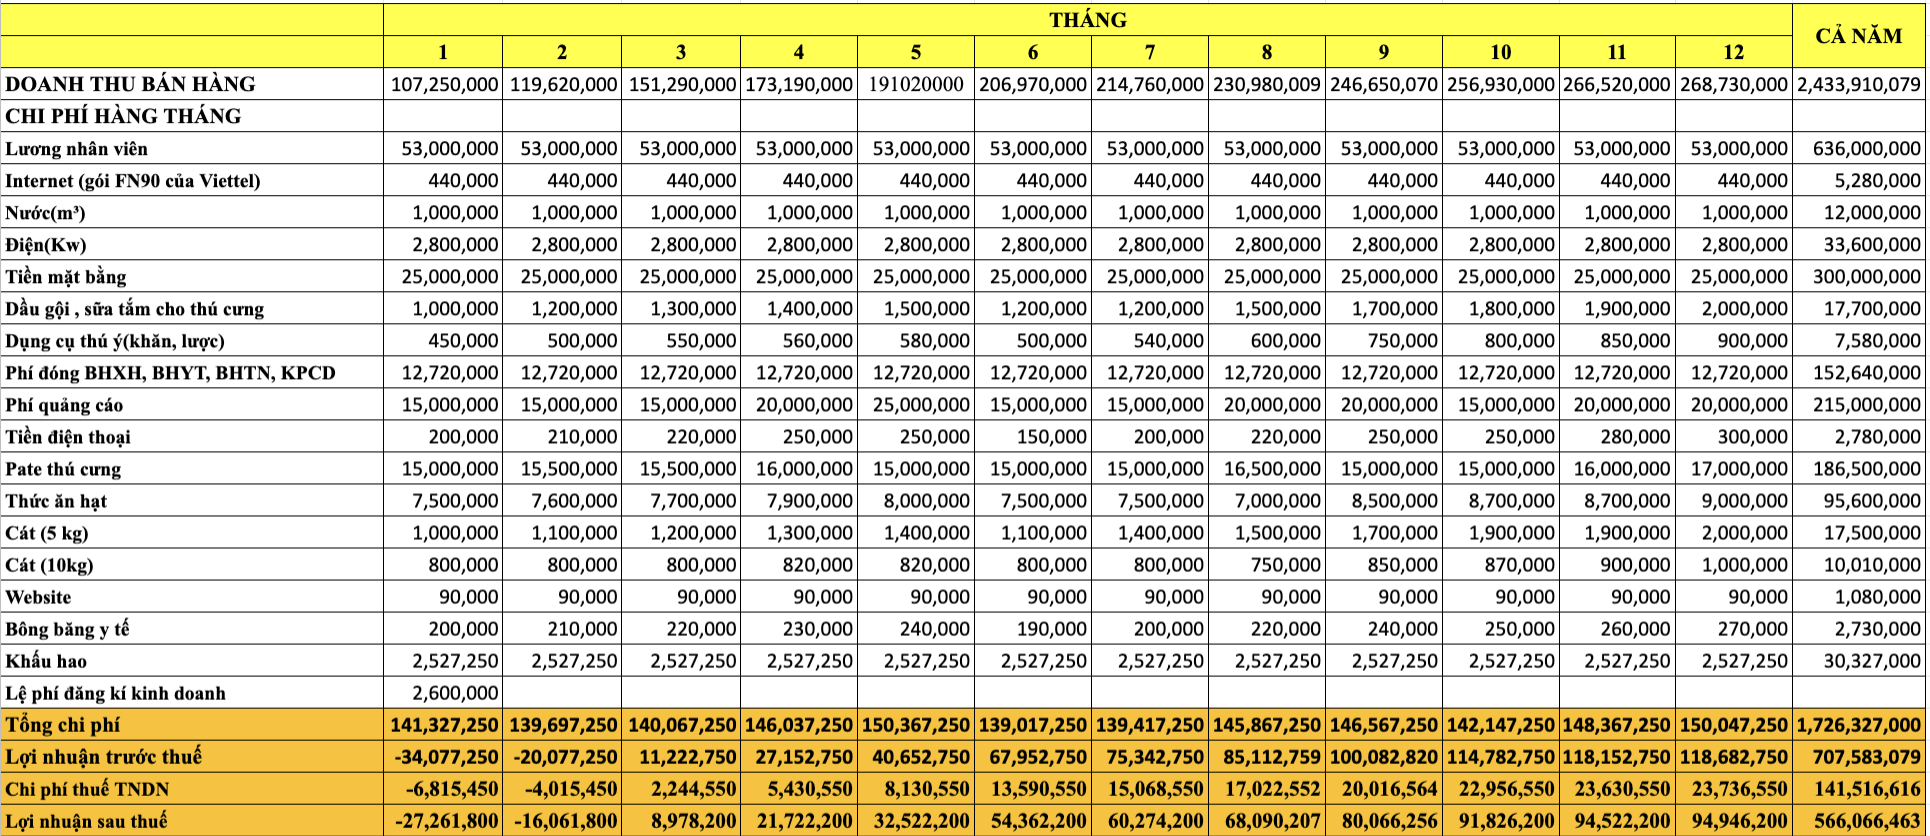 THÁNG CẢ NĂM
1 2 3 4 5 6 7 8 9 10 11 12
DOANH THU BÁN HÀNG 107,250,000 119,620,000 151,290,000 173,190,000 191020000 206,970,000 214,760,000 230,980,009 246,650,070 256,930,000 266,520,000 268,730,000 2,433,910,079
CHI PHÍ HÀNG THÁNG
Lương nhân viên 53,000,000 53,000,000 53,000,000 53,000,000 53,000,000 53,000,000 53,000,000 53,000,000 53,000,000 53,000,000 53,000,000 53,000,000 636,000,000
Internet (gói FN90 của Viettel) 440,000 440,000 440,000 440,000 440,000 440,000 440,000 440,000 440,000 440,000 440,000 440,000 5,280,000
Nước(m³) 1,000,000 1,000,000 1,000,000 1,000,000 1,000,000 1,000,000 1,000,000 1,000,000 1,000,000 1,000,000 1,000,000 1,000,000 12,000,000
Điện(Kw) 2,800,000 2,800,000 2,800,000 2,800,000 2,800,000 2,800,000 2,800,000 2,800,000 2,800,000 2,800,000 2,800,000 2,800,000 33,600,000
Tiền mặt bằng 25,000,000 25,000,000 25,000,000 25,000,000 25,000,000 25,000,000 25,000,000 25,000,000 25,000,000 25,000,000 25,000,000 25,000,000 300,000,000
Dầu gội , sữa tắm cho thú cưng 1,000,000 1,200,000 1,300,000 1,400,000 1,500,000 1,200,000 1,200,000 1,500,000 1,700,000 1,800,000 1,900,000 2,000,000 17,700,000
Dụng cụ thú ý(khăn, lược) 450,000 500,000 550,000 560,000 580,000 500,000 540,000 600,000 750,000 800,000 850,000 900,000 7,580,000
Phí đóng BHXH, BHYT, BHTN, KPCD 12,720,000 12,720,000 12,720,000 12,720,000 12,720,000 12,720,000 12,720,000 12,720,000 12,720,000 12,720,000 12,720,000 12,720,000 152,640,000
Phí quảng cáo 15,000,000 15,000,000 15,000,000 20,000,000 25,000,000 15,000,000 15,000,000 20,000,000 20,000,000 15,000,000 20,000,000 20,000,000 215,000,000
Tiền điện thoại 200,000 210,000 220,000 250,000 250,000 150,000 200,000 220,000 250,000 250,000 280,000 300,000 2,780,000
Pate thú cưng 15,000,000 15,500,000 15,500,000 16,000,000 15,000,000 15,000,000 15,000,000 16,500,000 15,000,000 15,000,000 16,000,000 17,000,000 186,500,000
Thức ăn hạt 7,500,000 7,600,000 7,700,000 7,900,000 8,000,000 7,500,000 7,500,000 7,000,000 8,500,000 8,700,000 8,700,000 9,000,000 95,600,000
Cát (5 kg) 1,000,000 1,100,000 1,200,000 1,300,000 1,400,000 1,100,000 1,400,000 1,500,000 1,700,000 1,900,000 1,900,000 2,000,000 17,500,000
Cát (10kg) 800,000 800,000 800,000 820,000 820,000 800,000 800,000 750,000 850,000 870,000 900,000 1,000,000 10,010,000
Website 90,000 90,000 90,000 90,000 90,000 90,000 90,000 90,000 90,000 90,000 90,000 90,000 1,080,000
Bông băng y tế 200,000 210,000 220,000 230,000 240,000 190,000 200,000 220,000 240,000 250,000 260,000 270,000 2,730,000
Khấu hao 2,527,250 2,527,250 2,527,250 2,527,250 2,527,250 2,527,250 2,527,250 2,527,250 2,527,250 2,527,250 2,527,250 2,527,250 30,327,000
Lệ phí đăng kí kinh doanh 2,600,000
Tổng chi phí 141,327,250 139,697,250 140,067,250 146,037,250 150,367,250 139,017,250 139,417,250 145,867,250 146,567,250 142,147,250 148,367,250 150,047,250 1,726,327,000
Lợi nhuận trước thuế -34,077,250 -20,077,250 11,222,750 27,152,750 40,652,750 67,952,750 75,342,750 85,112,759 100,082,820 114,782,750 118,152,750 118,682,750 707,583,079
Chi phí thuế TNDN -6,815,450 -4,015,450 2,244,550 5,430,550 8,130,550 13,590,550 15,068,550 17,022,552 20,016,564 22,956,550 23,630,550 23,736,550 141,516,616
Lợi nhuận sau thuế -27,261,800 -16,061,800 8,978,200 21,722,200 32,522,200 54,362,200 60,274,200 68,090,207 80,066,256 91,826,200 94,522,200 94,946,200 566,066,463